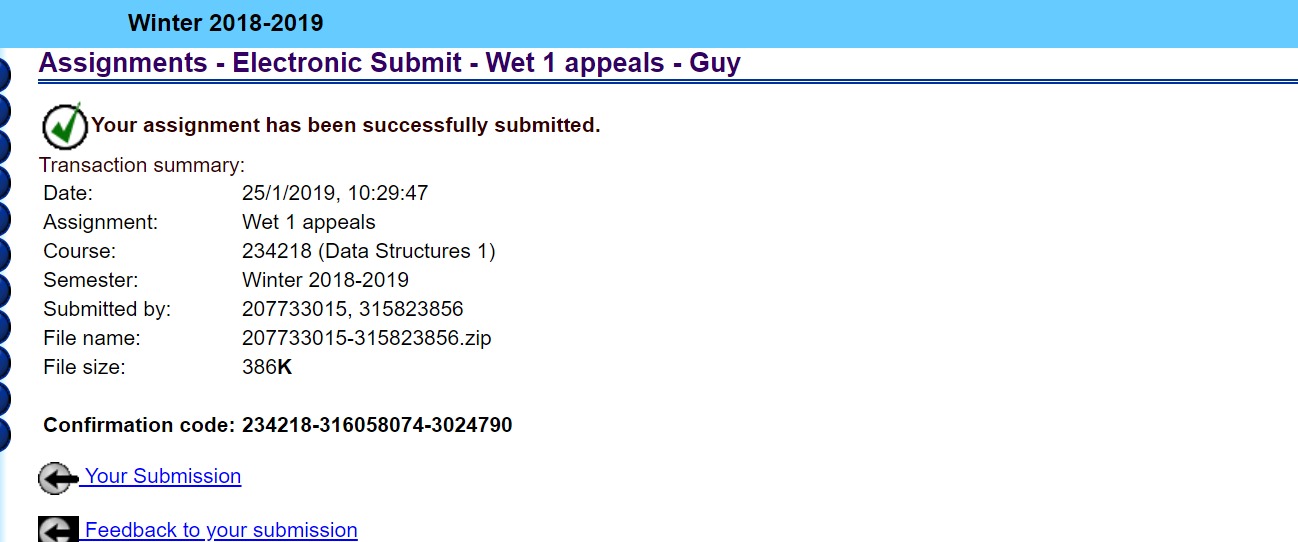 Winter 2018-2019
Assignments - Electronic Submit - Wet 1 appeals - Guy
Your assignment has been successfully submitted.
Transaction summary:
Date: 25/1/2019, 10:29:47
Assignment: Wet 1 appeals
Course: 234218 (Data Structures 1)
Semester: Winter 2018-2019
Submitted by: 207733015, 315823856
File name: 207733015-315823856.zip
File size: 386K
Confirmation code: 234218-316058074-3024790
Your Submission
Feedback to your submission